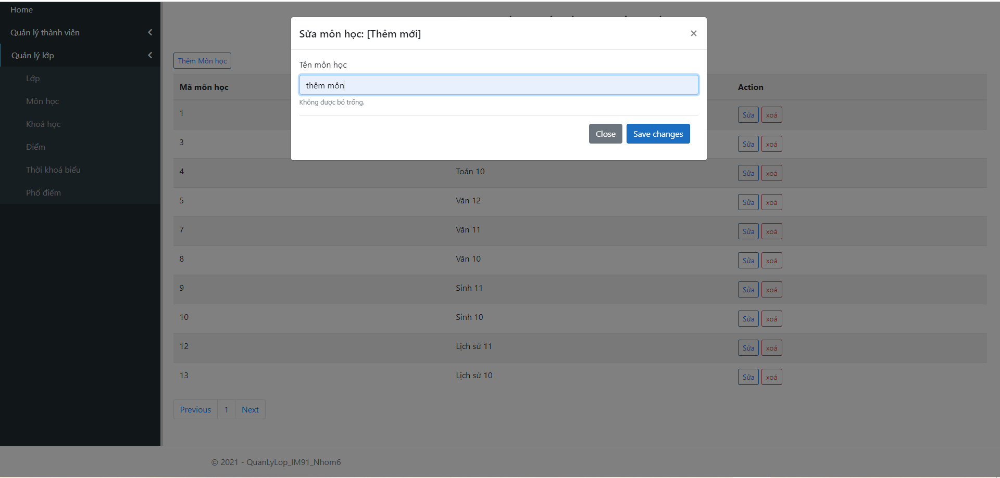 Home
Quản lý thành viên
Quản lý lớp
Lớp
Môn học
Khoá học
Điểm
Thời khoá biểu
Phổ điểm
Sửa môn học: [Thêm mới]
×
Tên môn học
thêm môn
Không được bỏ trống.
Close Save changes
Thêm Môn học
Mã môn học Action
1 Sửa xoá
3 Sửa xoá
4 Toán 10 Sửa xoá
5 Văn 12 Sửa xoá
7 Văn 11 Sửa xoá
8 Văn 10 Sửa xoá
9 Sinh 11 Sửa xoá
10 Sinh 10 Sửa xoá
12 Lịch sử 11 Sửa xoá
13 Lịch sử 10 Sửa xoá
Previous 1 Next
© 2021 - QuanLyLop_IM91_Nhom6